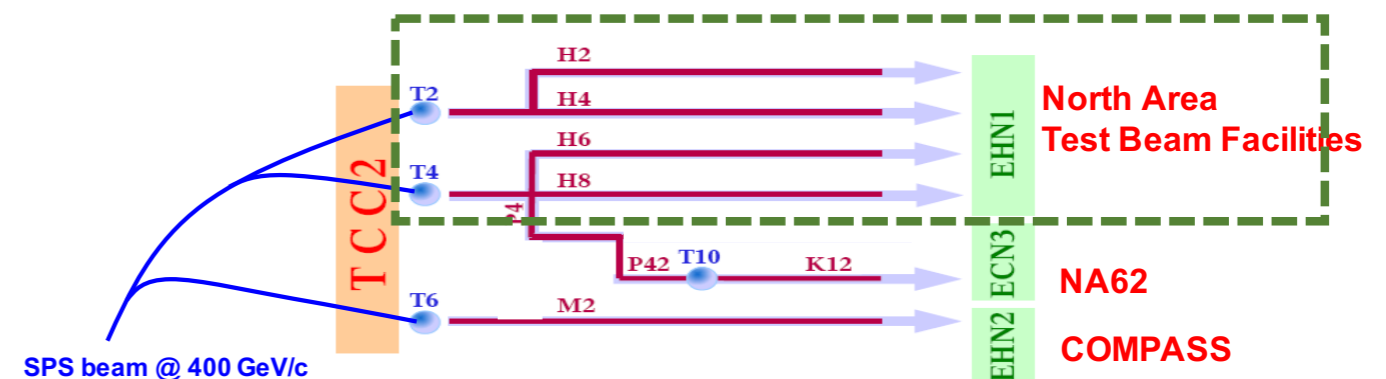 H2
T2
H4
H6
T4
H8
P4
TCC2
EHN1
North Area
Test Beam Facilities
P42
T10
K12
ECN3
NA62
T6
M2
EHN2
COMPASS
SPS beam @ 400 GeV/c